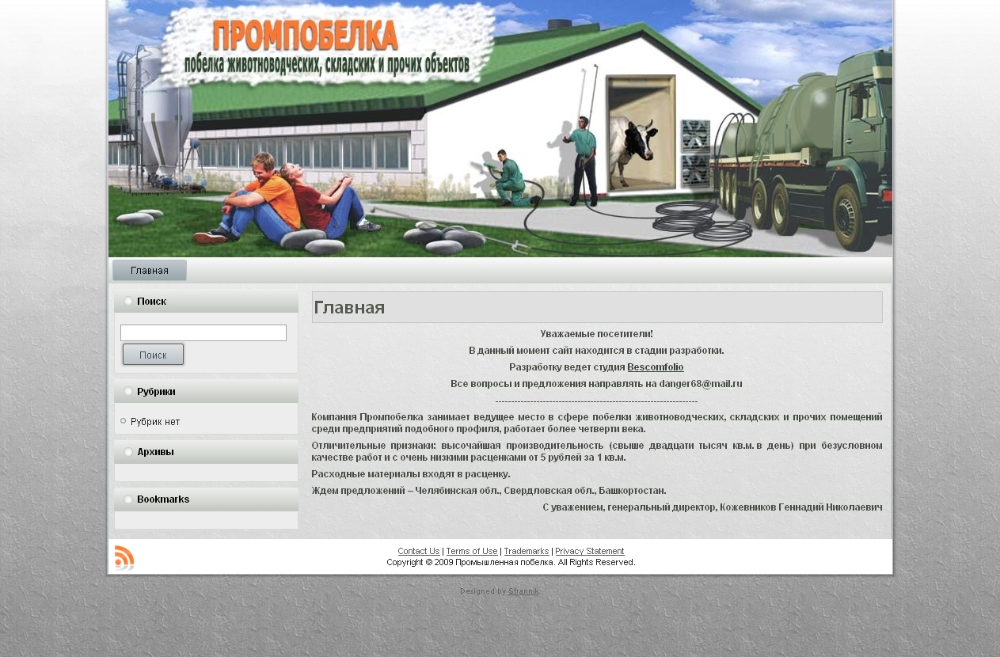 ПРОМПОБЕЛКА
побелка животноводческих, складских и прочих объектов
Главная
Поиск
Поиск
Рубрики
Рубрик нет
Архивы
Bookmarks
Главная
Уважаемые посетители!
В данный момент сайт находится в стадии разработки.
Разработку ведет студия Bescomfolio
Все вопросы и предложения направлять на danger68@mail.ru
----------------------------------------------------------------
Компания Промпобелка занимает ведущее место в сфере побелки животноводческих, складских и прочих помещений
среди предприятий подобного профиля, работает более четверти века.
Отличительные признаки: высочайшая производительность (свыше двадцати тысяч кв.м. в день) при безусловном
качестве работ и с очень низкими расценками от 5 рублей за 1 кв.м.
Расходные материалы входят в расценку.
Ждем предложений – Челябинская обл., Свердловская обл., Башкортостан.
С уважением, генеральный директор, Кожевников Геннадий Николаевич
Contact Us | Terms of Use | Trademarks | Privacy Statement
Copyright © 2009 Промышленная побелка. All Rights Reserved.
Designed by Strannik.